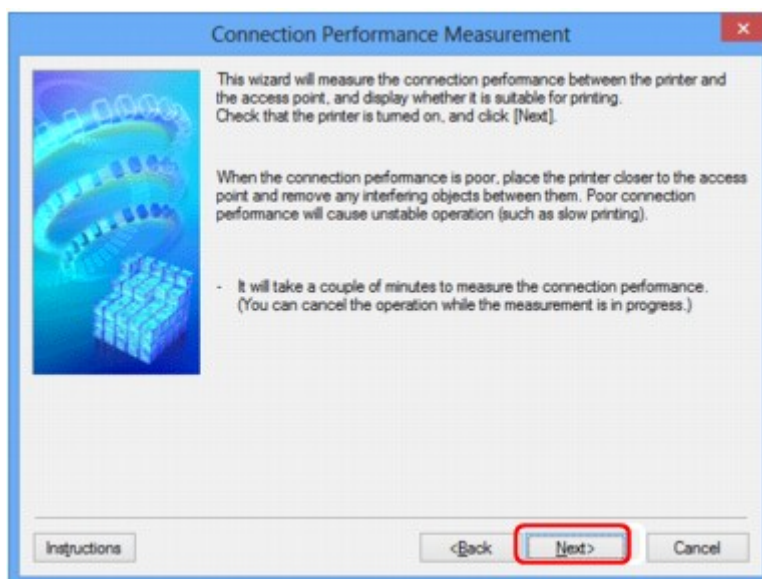 Connection Performance Measurement
This wizard will measure the connection performance between the printer and
the access point, and display whether it is suitable for printing.
Check that the printer is turned on, and click [Next].
When the connection performance is poor, place the printer closer to the access
point and remove any interfering objects between them. Poor connection
performance will cause unstable operation (such as slow printing).
- It will take a couple of minutes to measure the connection performance.
(You can cancel the operation while the measurement is in progress.)
Instructions
<Back
Next>
Cancel